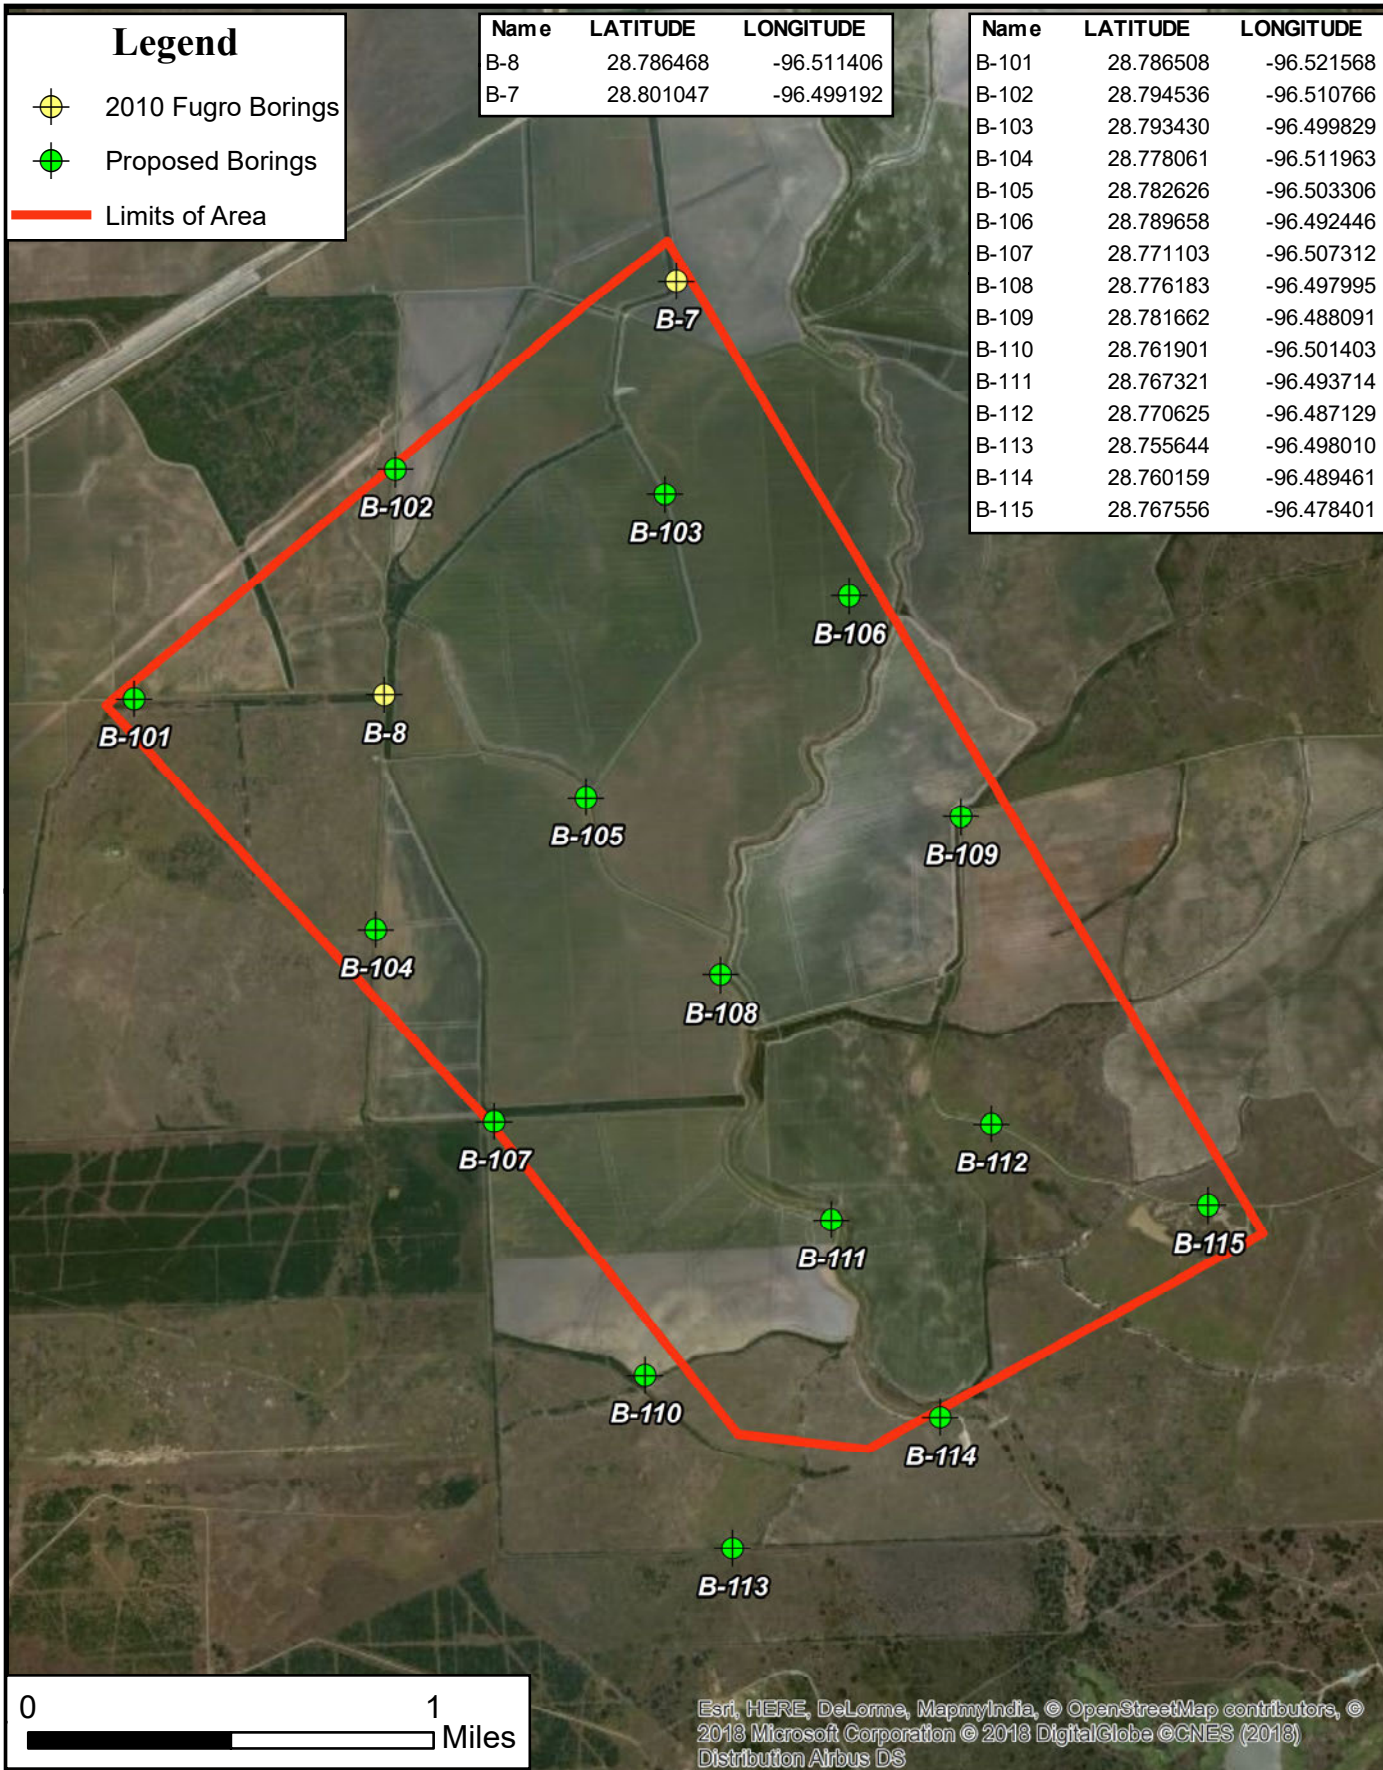 Legend
2010 Fugro Borings
Proposed Borings
Limits of Area
Name LATITUDE LONGITUDE
B-8 28.786468 -96.511406
B-7 28.801047 -96.499192
Name LATITUDE LONGITUDE
B-101 28.786508 -96.521568
B-102 28.794536 -96.510766
B-103 28.793430 -96.499829
B-104 28.778061 -96.511963
B-105 28.782626 -96.503306
B-106 28.789658 -96.492446
B-107 28.771103 -96.507312
B-108 28.776183 -96.497995
B-109 28.781662 -96.488091
B-110 28.761901 -96.501403
B-111 28.767321 -96.493714
B-112 28.770625 -96.487129
B-113 28.755644 -96.498010
B-114 28.760159 -96.489461
B-115 28.767556 -96.478401
B-7
B-102
B-103
B-106
B-101
B-8
B-105
B-109
B-104
B-108
B-107
B-112
B-111
B-115
B-110
B-114
B-113
0 1
Miles
Esri, HERE, DeLorme, MapmyIndia, © OpenStreetMap contributors, ©
2018 Microsoft Corporation © 2018 DigitalGlobe ©CNES (2018)
Distribution Airbus DS